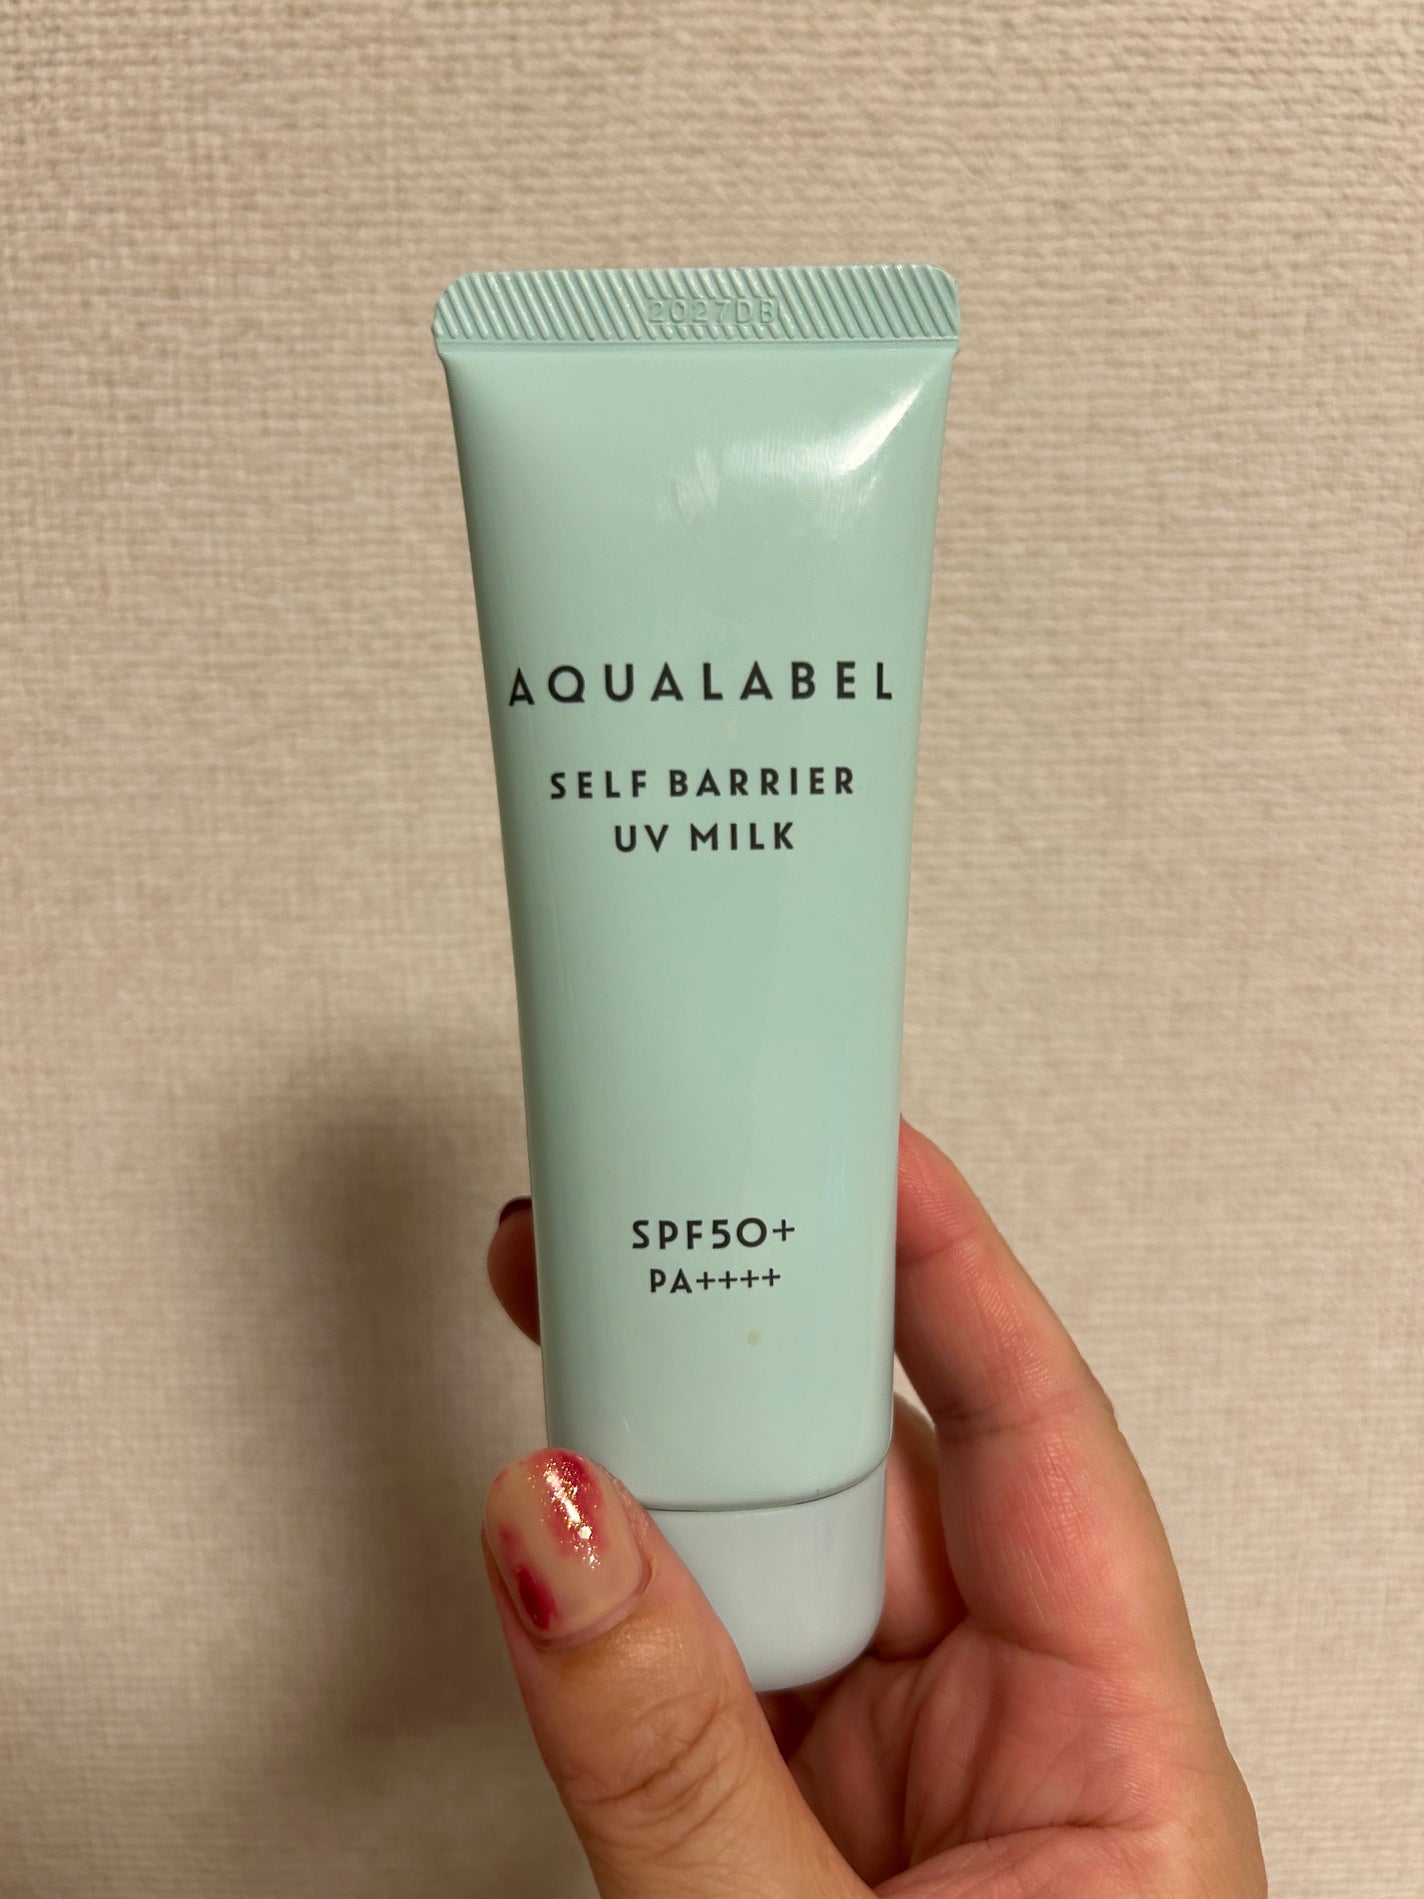 2027DB
AQUALABEL
SELF BARRIER
UV MILK
SPF50+
PA++++